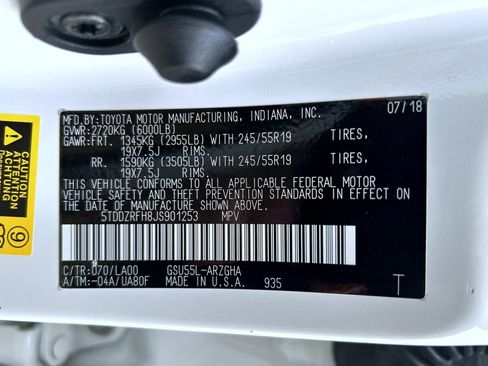 MFD.BY:TOYOTA MOTOR MANUFACTURING, INDIANA, INC. 07/18
GVWR:2720KG (6000LB)
GAWR:FRT. 1345KG (2955LB) WITH 245/55R19 TIRES,
19X7.5J RIMS.
RR. 1590KG (3505LB) WITH 245/55R19 TIRES,
19X7.5J RIMS.
THIS VEHICLE CONFORMS TO ALL APPLICABLE FEDERAL MOTOR
VEHICLE SAFETY AND THEFT PREVENTION STANDARDS IN EFFECT ON
THE DATE OF MANUFACTURE SHOWN ABOVE.
5TDDZRFH8JS901253 MPV
C/TR:070/LA00 GSU55L-ARZGHA
A/TM:-04A/UA80F MADE IN U.S.A. 935 T
9